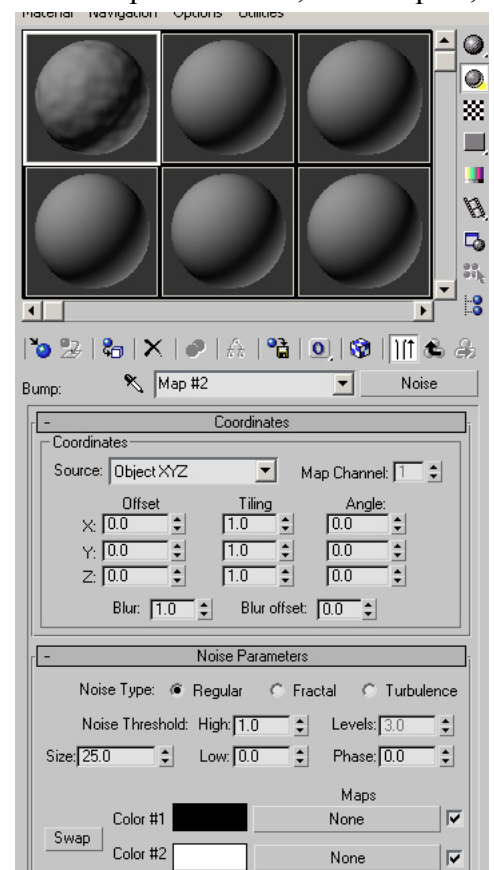 Material Navigation Options Utilities
Bump: Map #2 Noise
- Coordinates
Coordinates
Source: Object XYZ Map Channel: 1
Offset Tiling Angle:
X: 0.0 1.0 0.0
Y: 0.0 1.0 0.0
Z: 0.0 1.0 0.0
Blur: 1.0 Blur offset: 0.0
- Noise Parameters
Noise Type: Regular Fractal Turbulence
Noise Threshold: High: 1.0 Levels: 3.0
Size: 25.0 Low: 0.0 Phase: 0.0
Maps
Color #1 None
Swap
Color #2 None